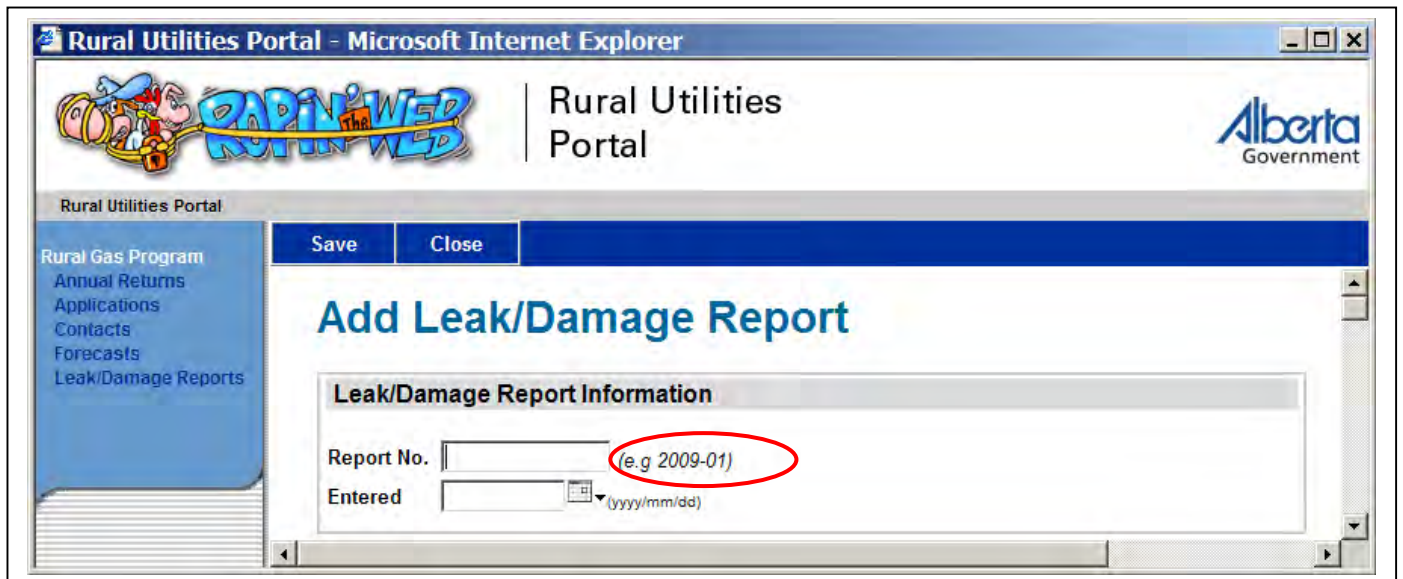 Rural Utilities Portal - Microsoft Internet Explorer
ROPIN' THE WEB
Rural Utilities
Portal
Alberta
Government
Rural Utilities Portal
Save Close
Rural Gas Program
Annual Returns
Applications
Contacts
Forecasts
Leak/Damage Reports
Add Leak/Damage Report
Leak/Damage Report Information
Report No. (e.g 2009-01)
Entered (yyyy/mm/dd)